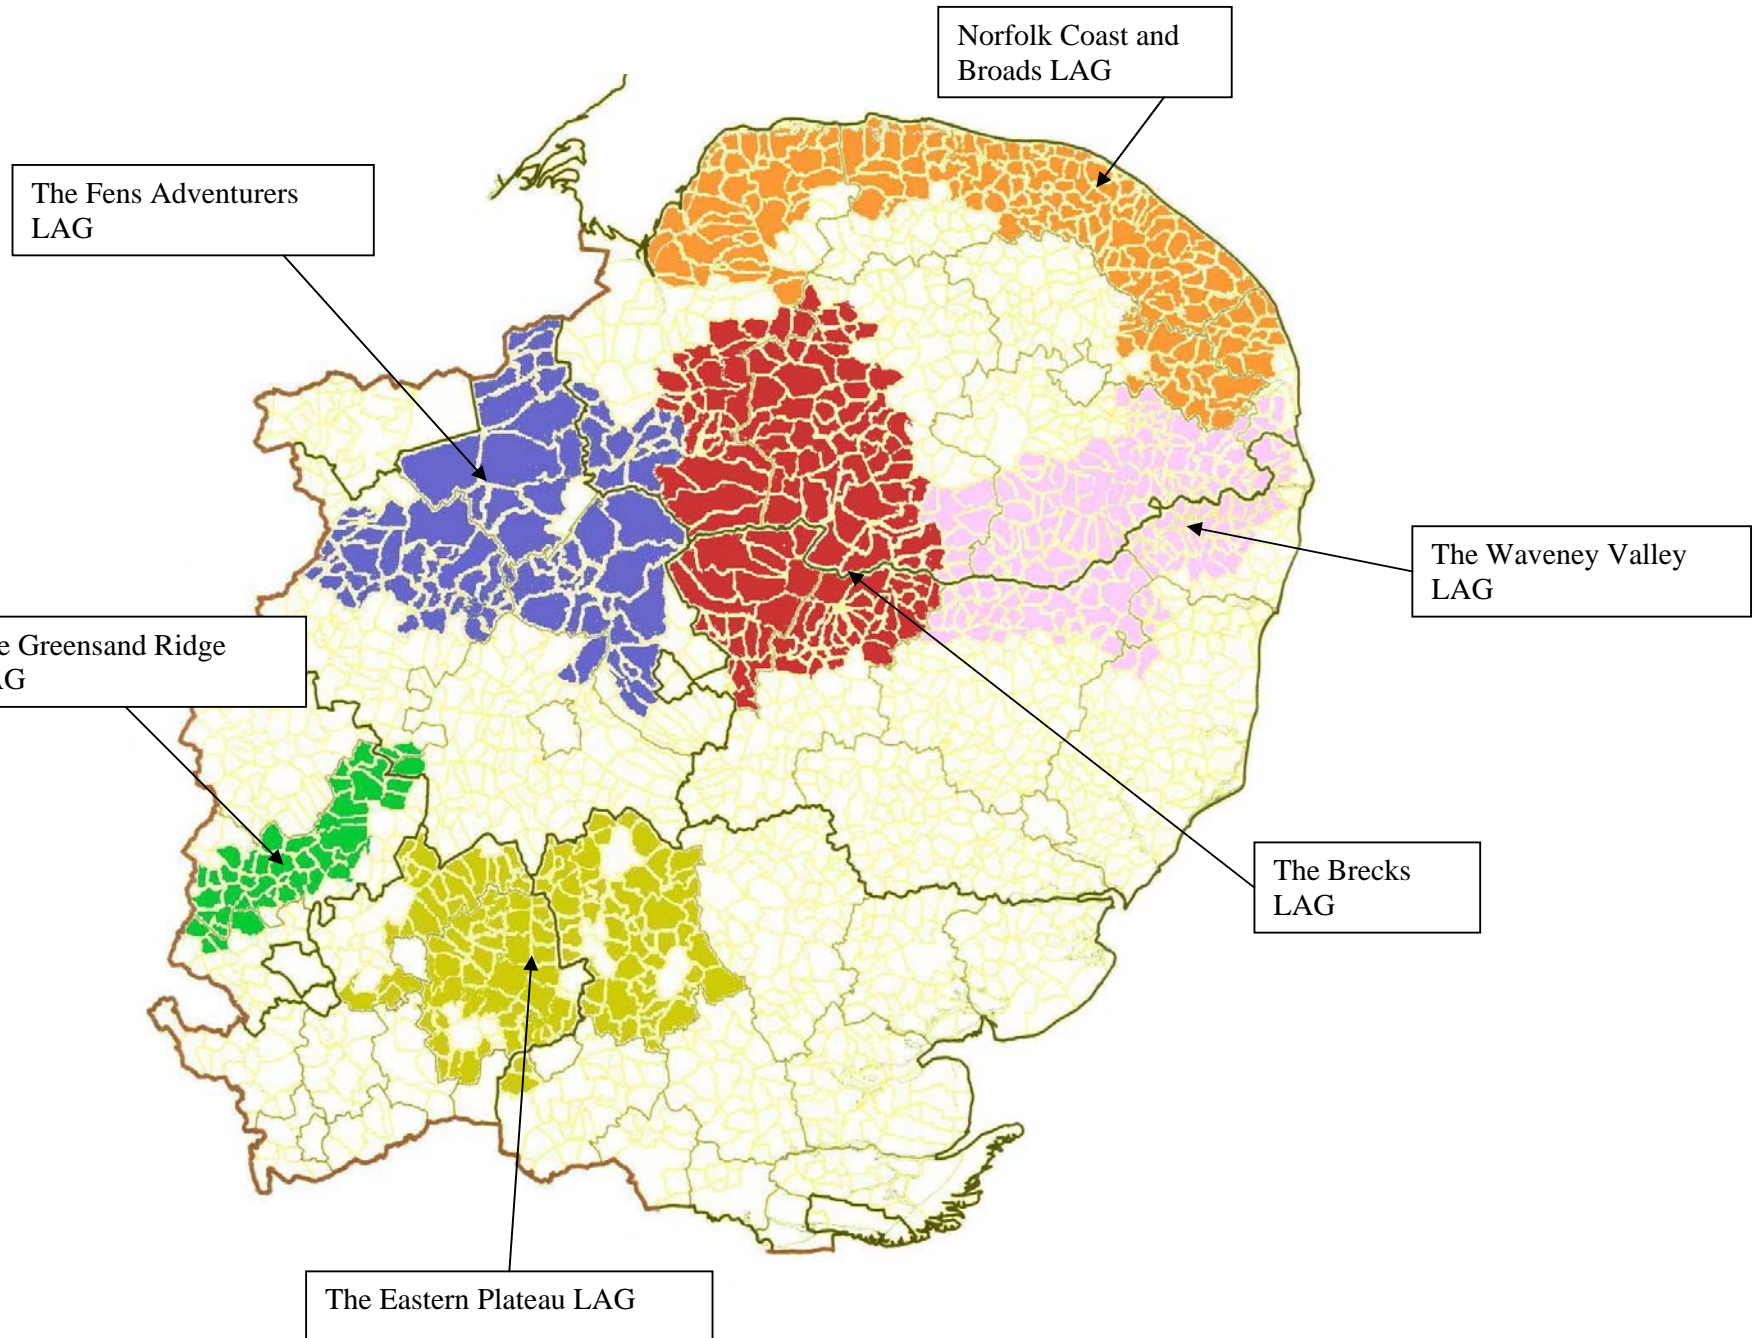 Norfolk Coast and
Broads LAG
The Fens Adventurers
LAG
The Waveney Valley
LAG
e Greensand Ridge
AG
The Brecks
LAG
The Eastern Plateau LAG